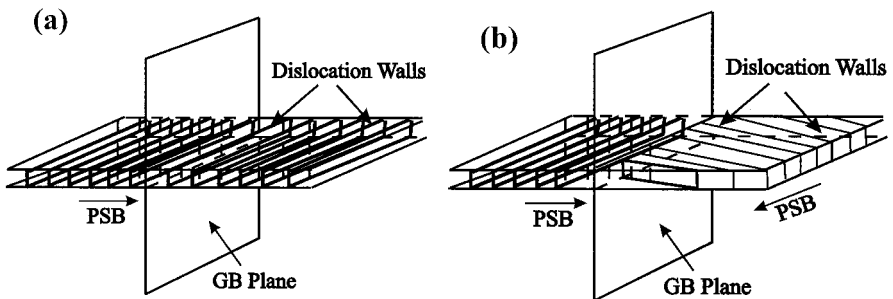 (a)
Dislocation Walls
PSB
GB Plane
(b)
Dislocation Walls
PSB
PSB
GB Plane